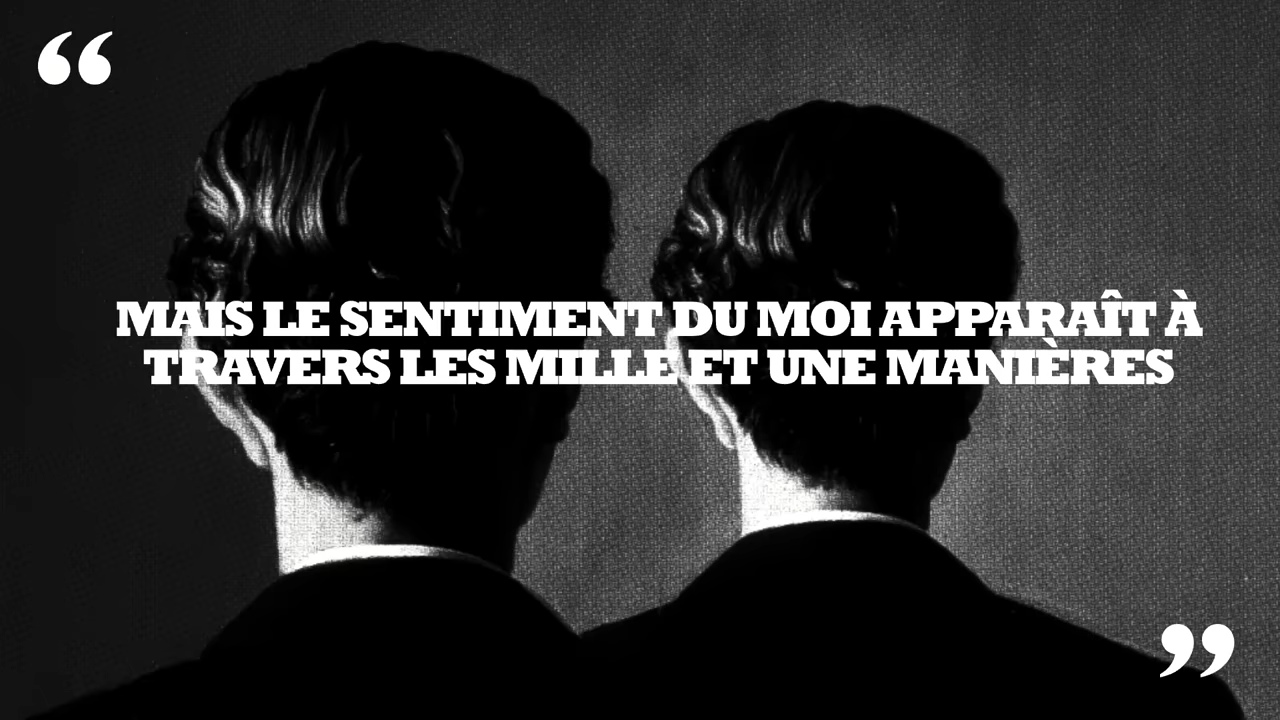 “
MAIS LE SENTIMENT DU MOI APPARAÎT À
TRAVERS LES MILLE ET UNE MANIÈRES
”